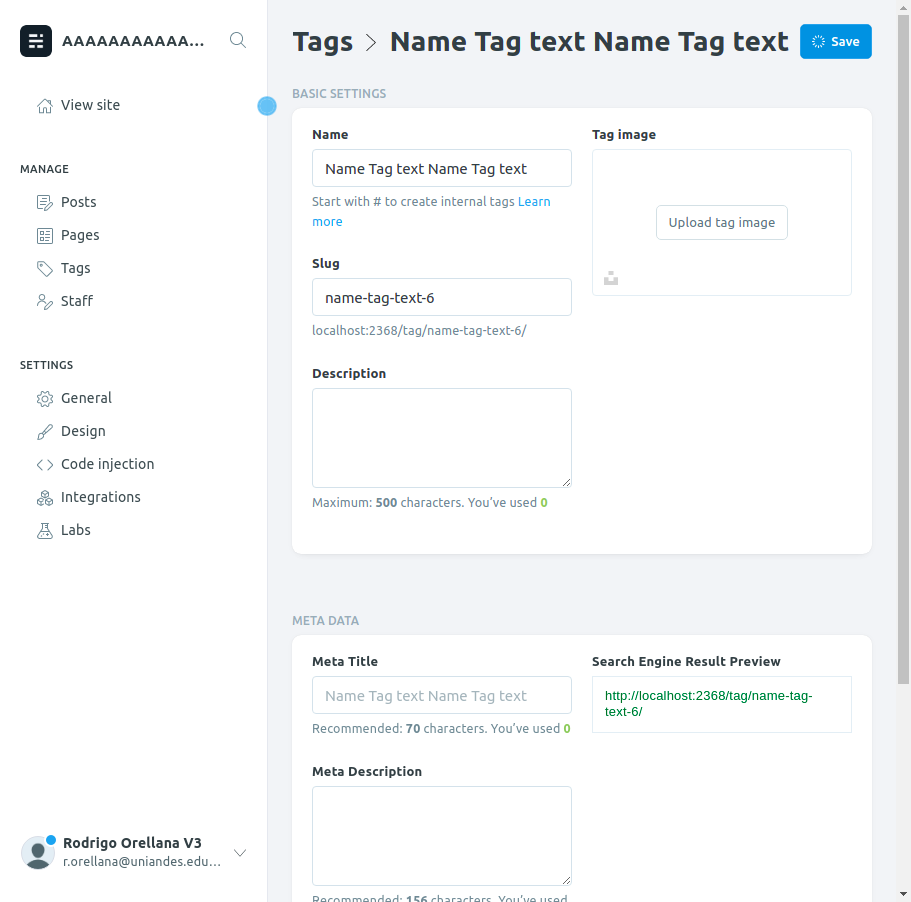 AAAAAAAAAAAA...
View site
MANAGE
Posts
Pages
Tags
Staff
SETTINGS
General
Design
Code injection
Integrations
Labs
Rodrigo Orellana V3
r.orellana@uniandes.edu...
Tags > Name Tag text Name Tag text
Save
BASIC SETTINGS
Name
Name Tag text Name Tag text
Start with # to create internal tags Learn
more
Slug
name-tag-text-6
localhost:2368/tag/name-tag-text-6/
Description
Maximum: 500 characters. You’ve used 0
Tag image
Upload tag image
META DATA
Meta Title
Name Tag text Name Tag text
Recommended: 70 characters. You’ve used 0
Meta Description
Recommended: 156 characters. You’ve used
Search Engine Result Preview
http://localhost:2368/tag/name-tag-
text-6/